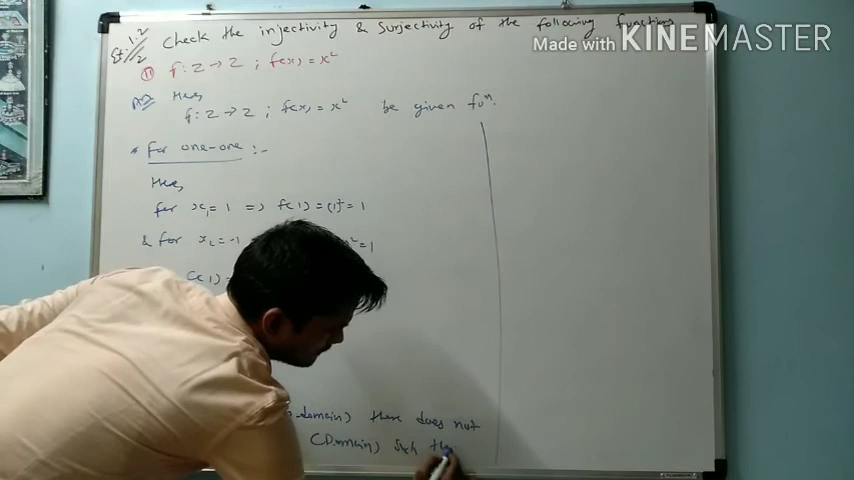 Ex: 1.2
2
Check the injectivity & Surjectivity of the following functions
Made with KINEMASTER
(ii) f: Z → Z ; f(x) = x²
Ans Here,
f: Z → Z ; f(x) = x² be given fuⁿ.
* For one-one :-
Here,
for x₁ = 1 => f(1) = (1)² = 1
& for x₂ = -1 ² = 1
f(1) =
domain) there does not
(Domain) Such that